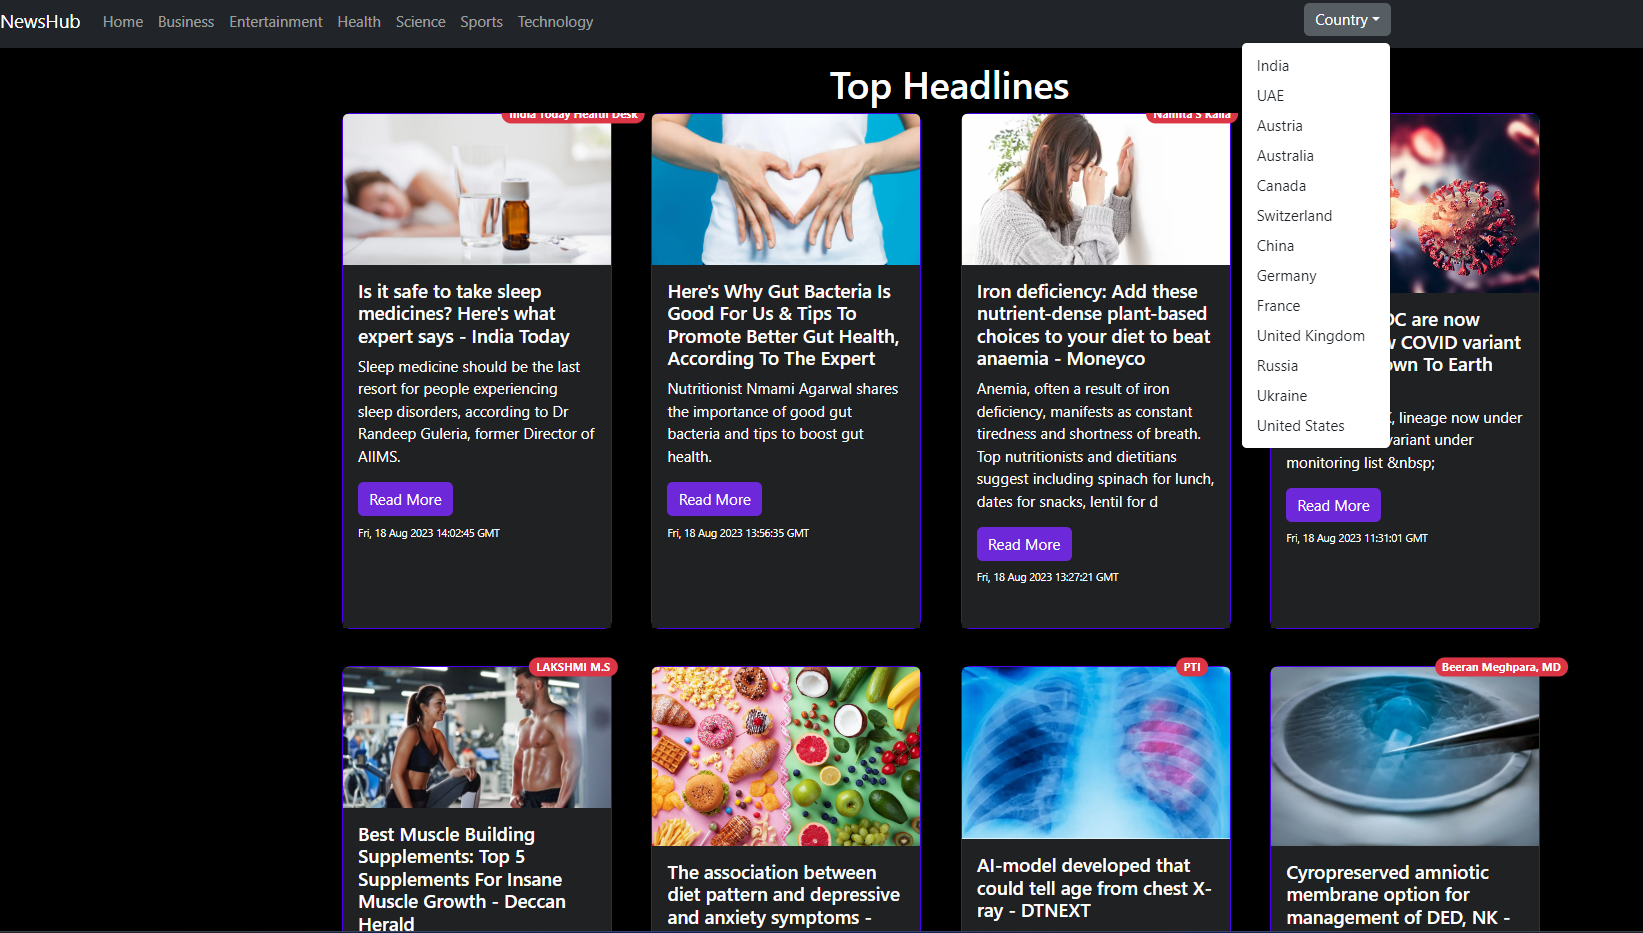 NewsHub Home Business Entertainment Health Science Sports Technology Country
India
UAE
Austria
Australia
Canada
Switzerland
China
Germany
France
United Kingdom
Russia
Ukraine
United States
Top Headlines
India Today Health Desk
Is it safe to take sleep
medicines? Here's what
expert says - India Today
Sleep medicine should be the last
resort for people experiencing
sleep disorders, according to Dr
Randeep Guleria, former Director of
AIIMS.
Read More
Fri, 18 Aug 2023 14:02:45 GMT
Here's Why Gut Bacteria Is
Good For Us & Tips To
Promote Better Gut Health,
According To The Expert
Nutritionist Nmami Agarwal shares
the importance of good gut
bacteria and tips to boost gut
health.
Read More
Fri, 18 Aug 2023 13:56:35 GMT
Namita S Kalla
Iron deficiency: Add these
nutrient-dense plant-based
choices to your diet to beat
anaemia - Moneyco
Anemia, often a result of iron
deficiency, manifests as constant
tiredness and shortness of breath.
Top nutritionists and dietitians
suggest including spinach for lunch,
dates for snacks, lentil for d
Read More
Fri, 18 Aug 2023 13:27:21 GMT
DC are now
COVID variant
own To Earth
, lineage now under
variant under
monitoring list &nbsp;
Read More
Fri, 18 Aug 2023 11:31:01 GMT
LAKSHMI M.S
Best Muscle Building
Supplements: Top 5
Supplements For Insane
Muscle Growth - Deccan
Herald
The association between
diet pattern and depressive
and anxiety symptoms -
PTI
AI-model developed that
could tell age from chest X-
ray - DTNEXT
Beeran Meghpara, MD
Cyropreserved amniotic
membrane option for
management of DED, NK -